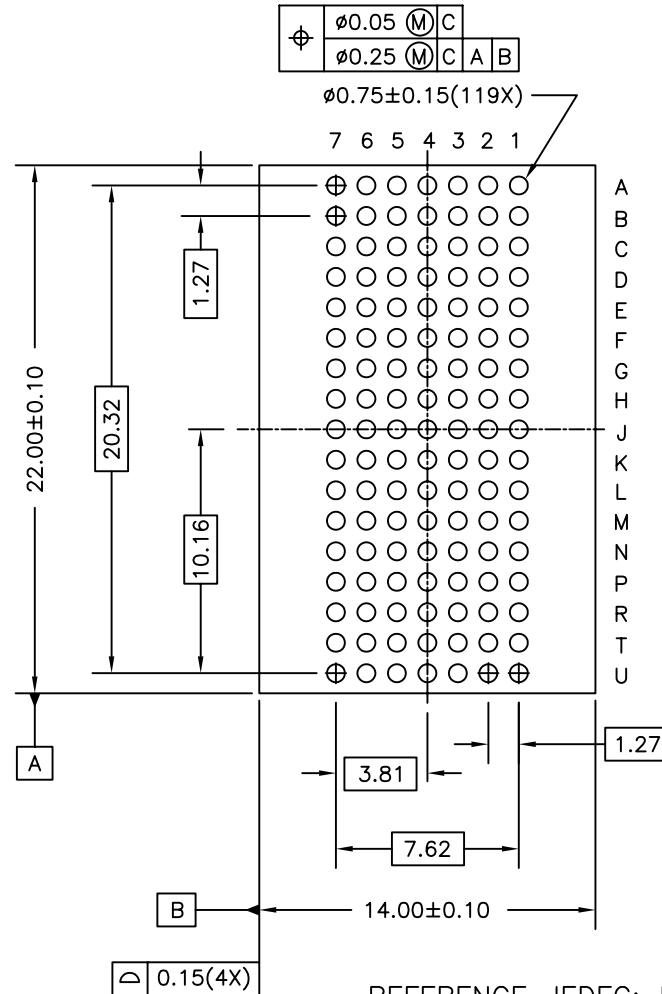 ⌖ ø0.05 Ⓜ C
ø0.25 Ⓜ C A B
ø0.75±0.15(119X)
7 6 5 4 3 2 1
A
B
C
D
E
F
G
H
J
K
L
M
N
P
R
T
U
1.27
20.32
22.00±0.10
10.16
A
1.27
3.81
7.62
B
14.00±0.10
⌓ 0.15(4X)
REFERENCE JEDEC: